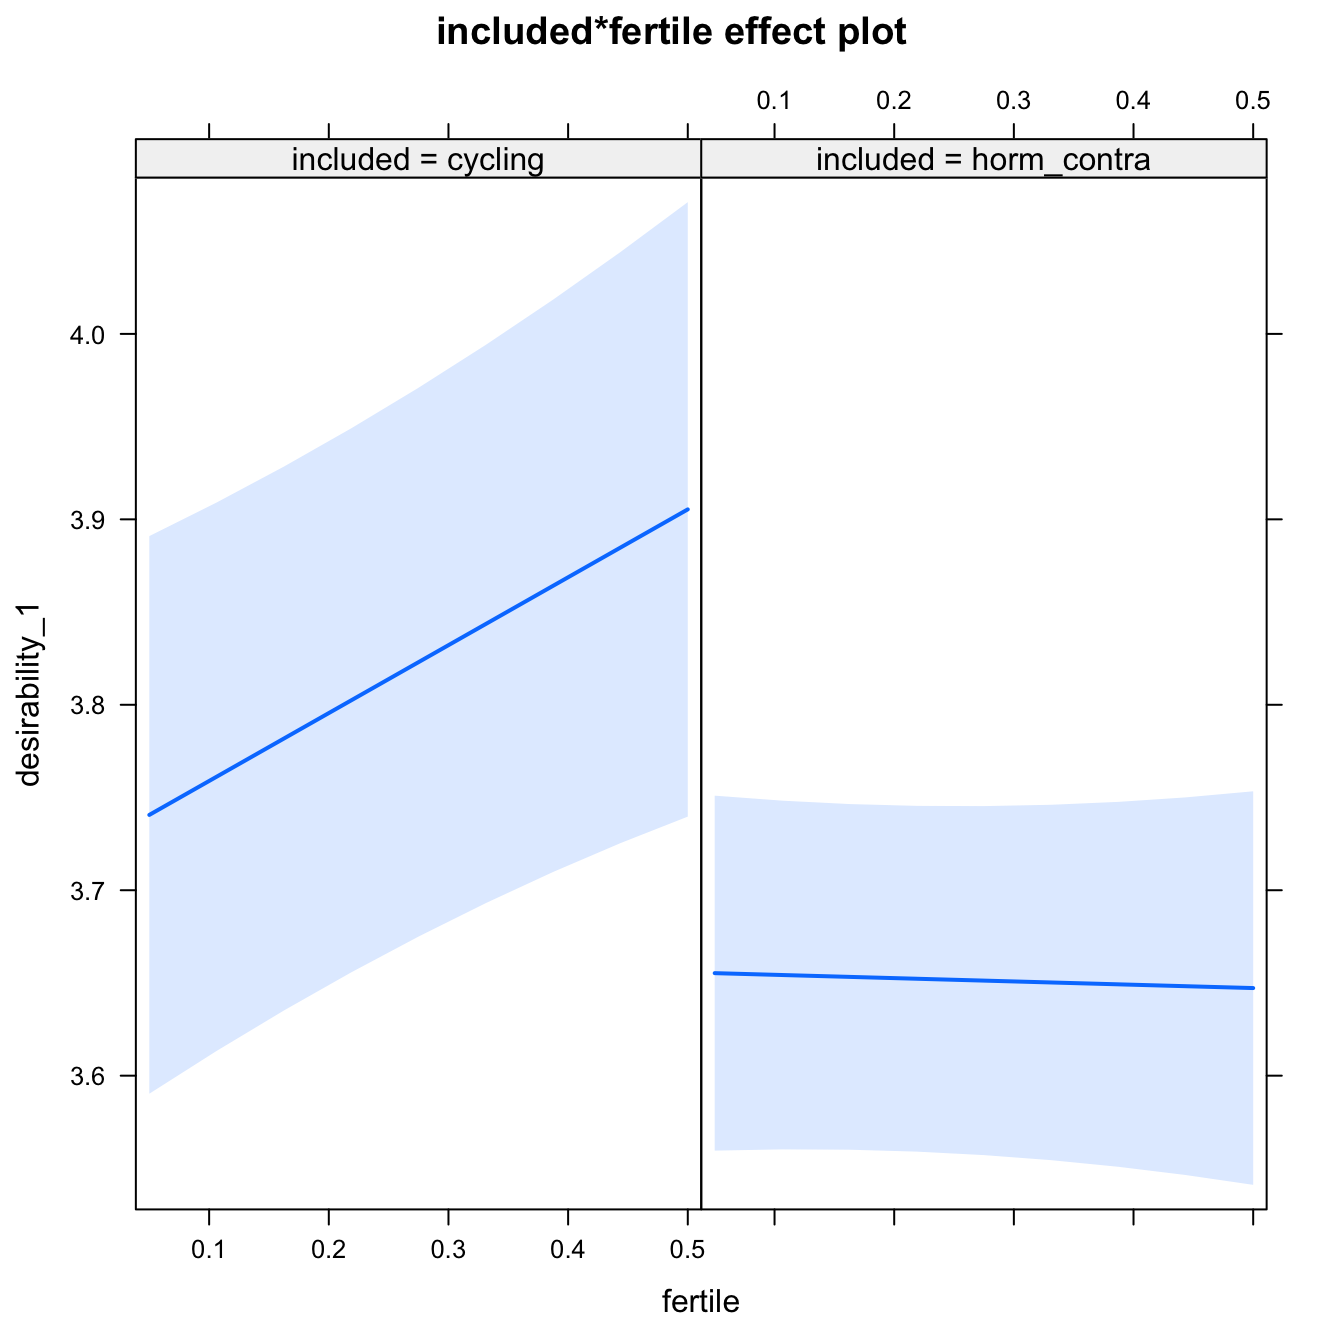 included*fertile effect plot
0.1 0.2 0.3 0.4 0.5
included = cycling included = horm_contra
4.0
3.9
3.8
3.7
3.6
desirability_1
0.1 0.2 0.3 0.4 0.5
fertile